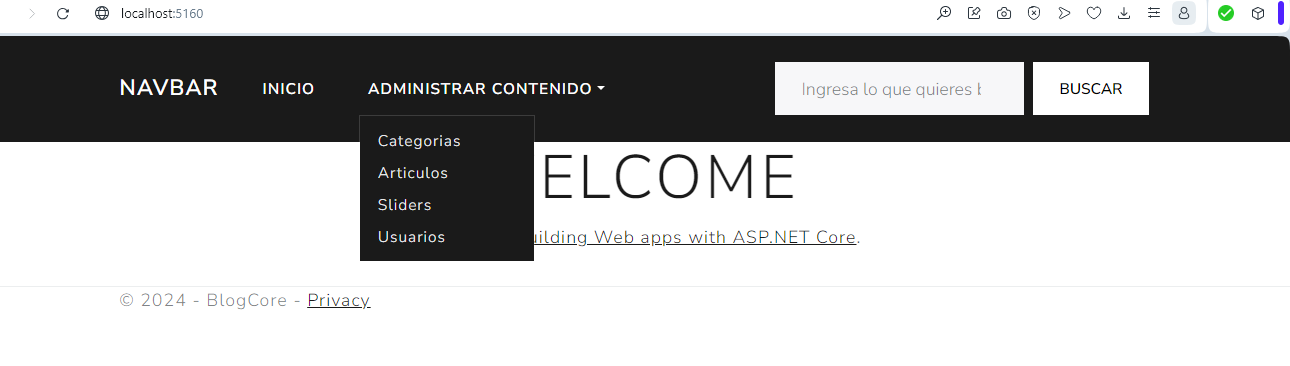 localhost:5160
NAVBAR INICIO ADMINISTRAR CONTENIDO Ingresa lo que quieres BUSCAR
Categorias
Articulos
Sliders
Usuarios
ELCOME
uilding Web apps with ASP.NET Core.
© 2024 - BlogCore - Privacy